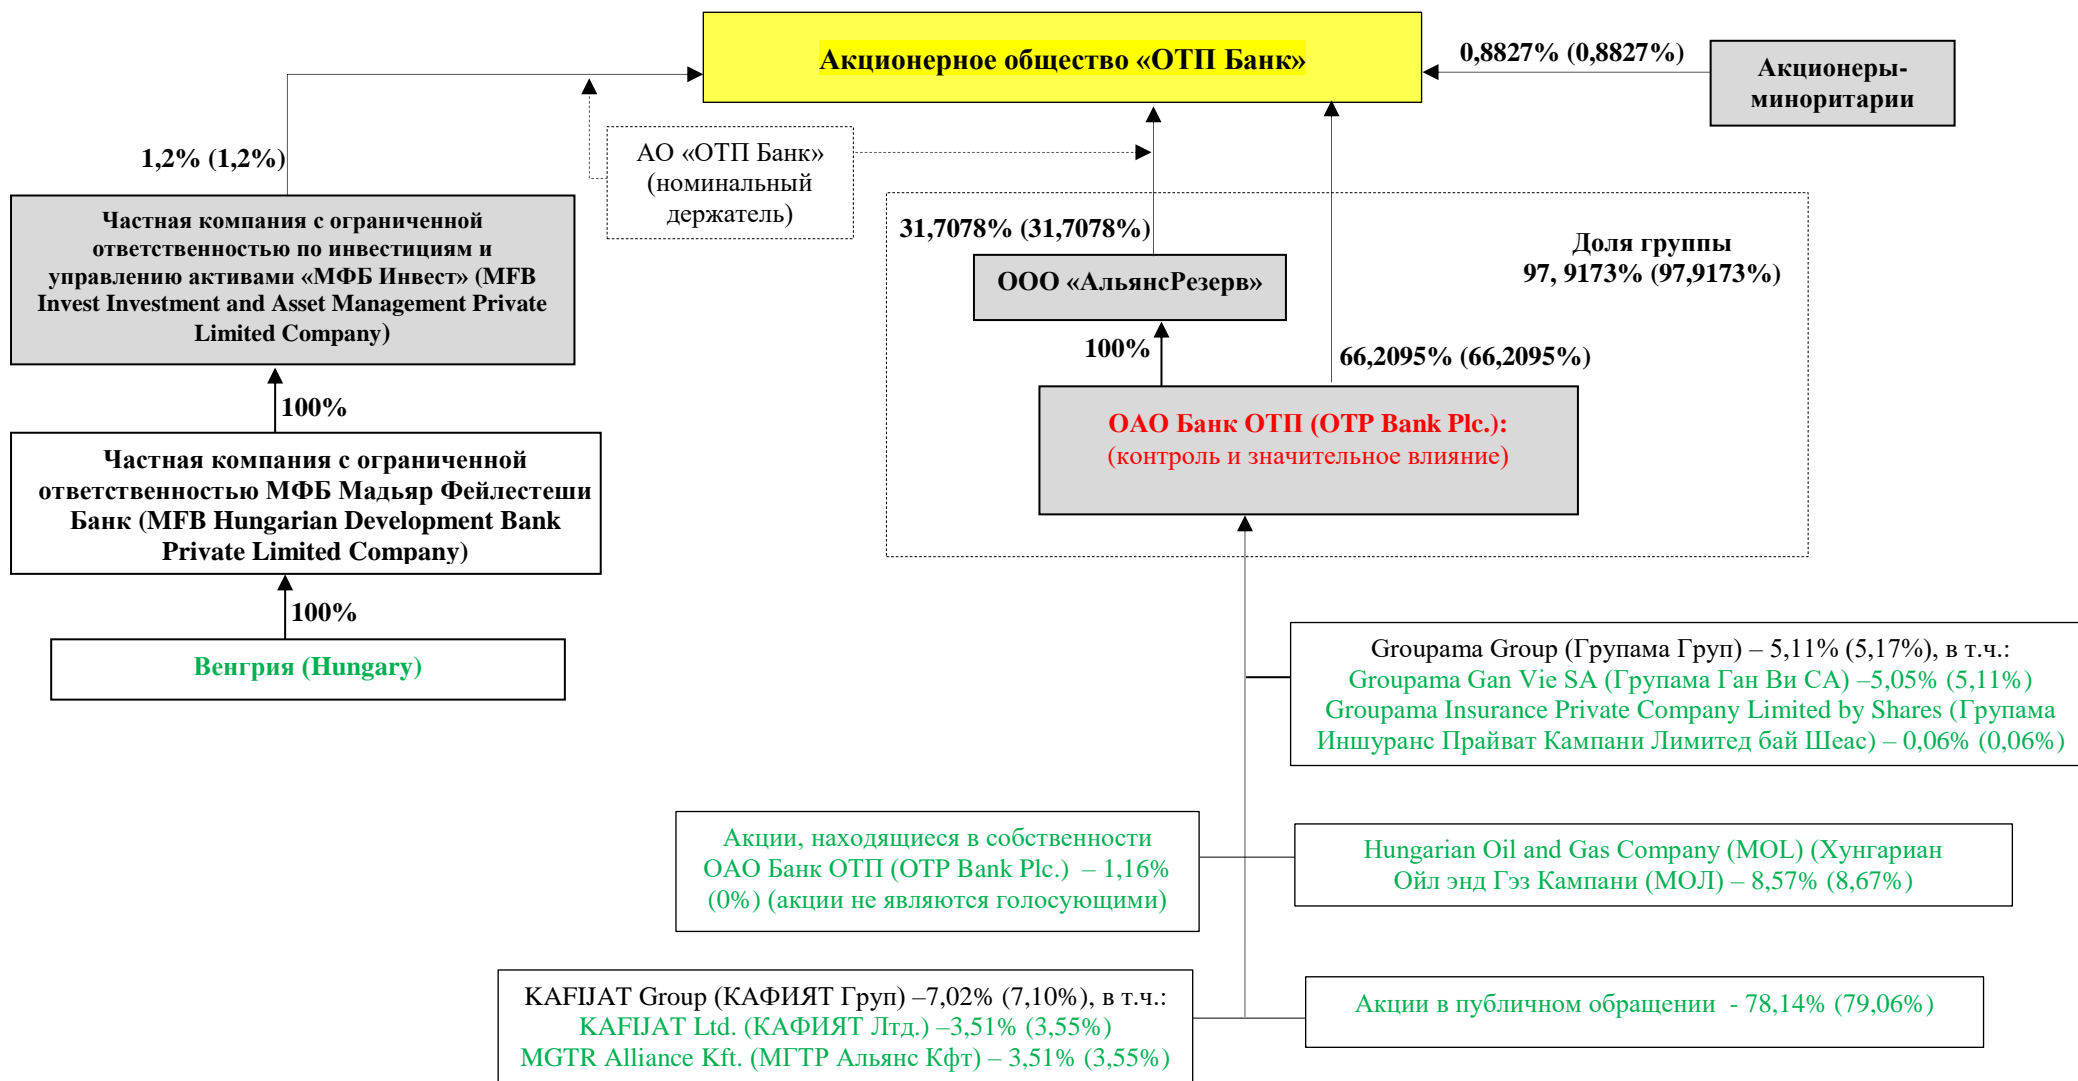 Акционерное общество «ОТП Банк»
0,8827% (0,8827%)
Акционеры-
миноритарии
1,2% (1,2%)
АО «ОТП Банк»
(номинальный
держатель)
Частная компания с ограниченной
ответственностью по инвестициям и
управлению активами «МФБ Инвест» (MFB
Invest Investment and Asset Management Private
Limited Company)
31,7078% (31,7078%)
Доля группы
97, 9173% (97,9173%)
ООО «АльянсРезерв»
100%
66,2095% (66,2095%)
100%
ОАО Банк ОТП (OTP Bank Plc.):
(контроль и значительное влияние)
Частная компания с ограниченной
ответственностью МФБ Мадьяр Фейлестеши
Банк (MFB Hungarian Development Bank
Private Limited Company)
100%
Венгрия (Hungary)
Groupama Group (Групама Груп) – 5,11% (5,17%), в т.ч.:
Groupama Gan Vie SA (Групама Ган Ви СА) –5,05% (5,11%)
Groupama Insurance Private Company Limited by Shares (Групама
Иншуранс Прайват Кампани Лимитед бай Шеас) – 0,06% (0,06%)
Акции, находящиеся в собственности
ОАО Банк ОТП (OTP Bank Plc.) – 1,16%
(0%) (акции не являются голосующими)
Hungarian Oil and Gas Company (MOL) (Хунгариан
Ойл энд Гэз Кампани (МОЛ) – 8,57% (8,67%)
KAFIJAT Group (КАФИЯТ Груп) –7,02% (7,10%), в т.ч.:
KAFIJAT Ltd. (КАФИЯТ Лтд.) –3,51% (3,55%)
MGTR Alliance Kft. (МГТР Альянс Кфт) – 3,51% (3,55%)
Акции в публичном обращении - 78,14% (79,06%)